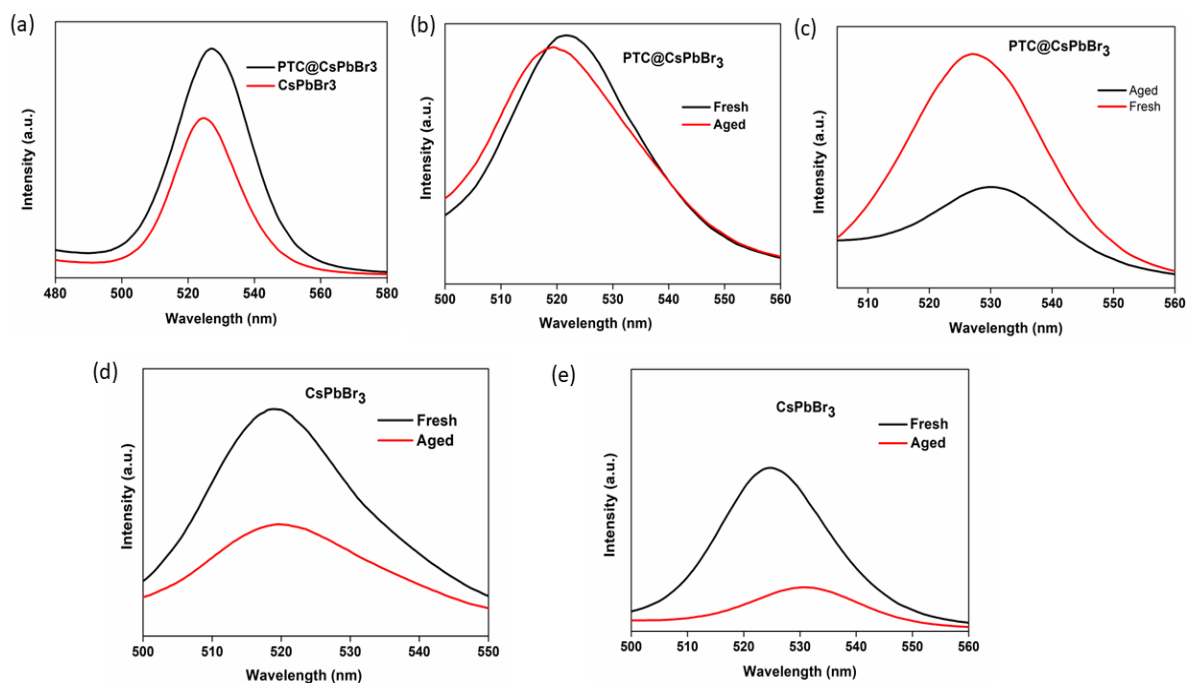 (a)
PTC@CsPbBr3
CsPbBr3
Intensity (a.u.)
480 500 520 540 560 580
Wavelength (nm)
(b)
PTC@CsPbBr₃
Fresh
Aged
Intensity (a.u.)
500 510 520 530 540 550 560
Wavelength (nm)
(c)
PTC@CsPbBr₃
Aged
Fresh
Intensity (a.u.)
510 520 530 540 550 560
Wavelength (nm)
(d)
CsPbBr₃
Fresh
Aged
Intensity (a.u.)
500 510 520 530 540 550
Wavelength (nm)
(e)
CsPbBr₃
Fresh
Aged
Intensity (a.u.)
500 510 520 530 540 550 560
Wavelength (nm)